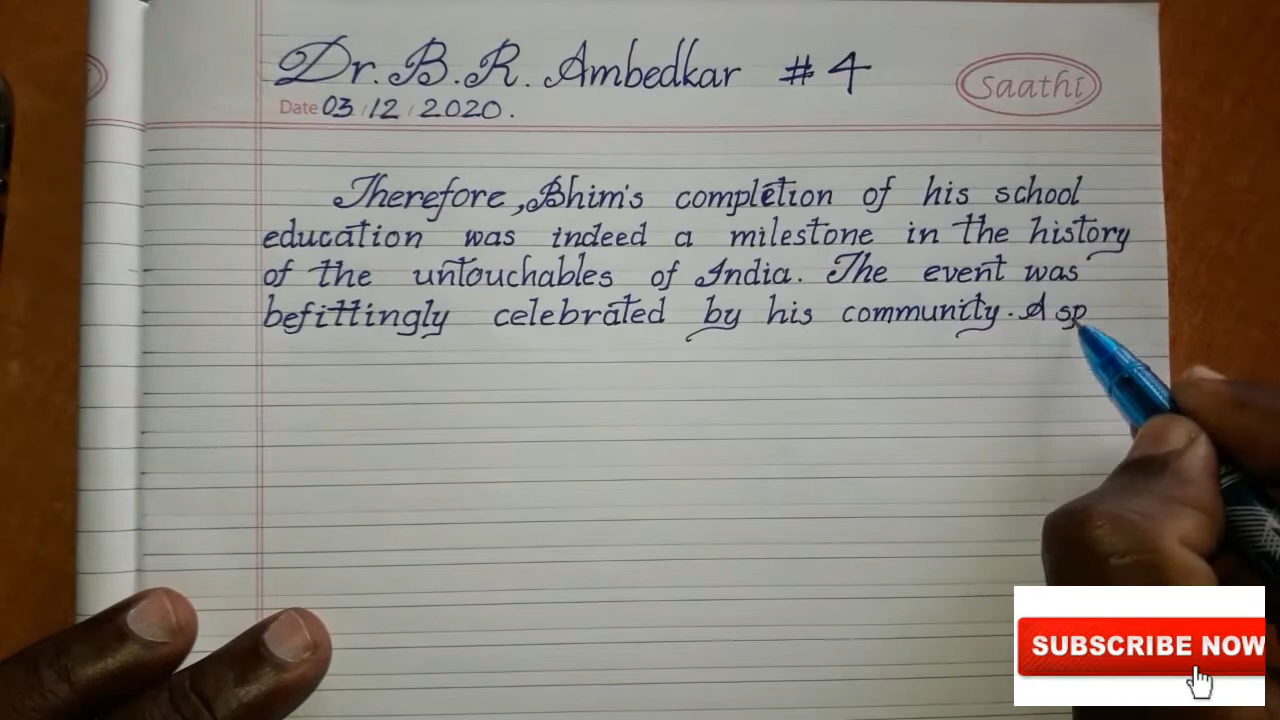 Dr. B. R. Ambedkar #4
Saathi
Date 03/12/2020.
Therefore, Bhim's completion of his school
education was indeed a milestone in the history
of the untouchables of India. The event was
befittingly celebrated by his community. A sp
SUBSCRIBE NOW